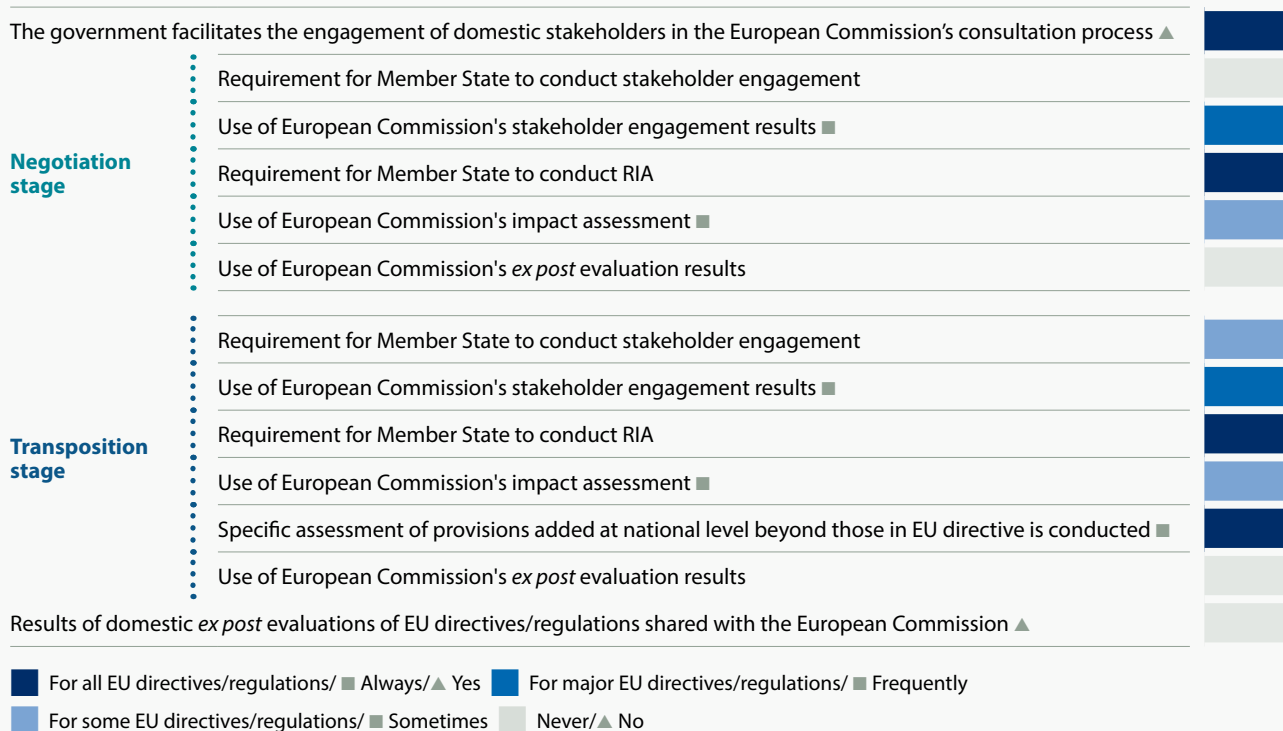 The government facilitates the engagement of domestic stakeholders in the European Commission’s consultation process ▲
Negotiation
stage
Requirement for Member State to conduct stakeholder engagement
Use of European Commission's stakeholder engagement results ■
Requirement for Member State to conduct RIA
Use of European Commission's impact assessment ■
Use of European Commission's ex post evaluation results
Transposition
stage
Requirement for Member State to conduct stakeholder engagement
Use of European Commission's stakeholder engagement results ■
Requirement for Member State to conduct RIA
Use of European Commission's impact assessment ■
Specific assessment of provisions added at national level beyond those in EU directive is conducted ■
Use of European Commission's ex post evaluation results
Results of domestic ex post evaluations of EU directives/regulations shared with the European Commission ▲
For all EU directives/regulations/ ■ Always/▲ Yes For major EU directives/regulations/ ■ Frequently
For some EU directives/regulations/ ■ Sometimes Never/▲ No